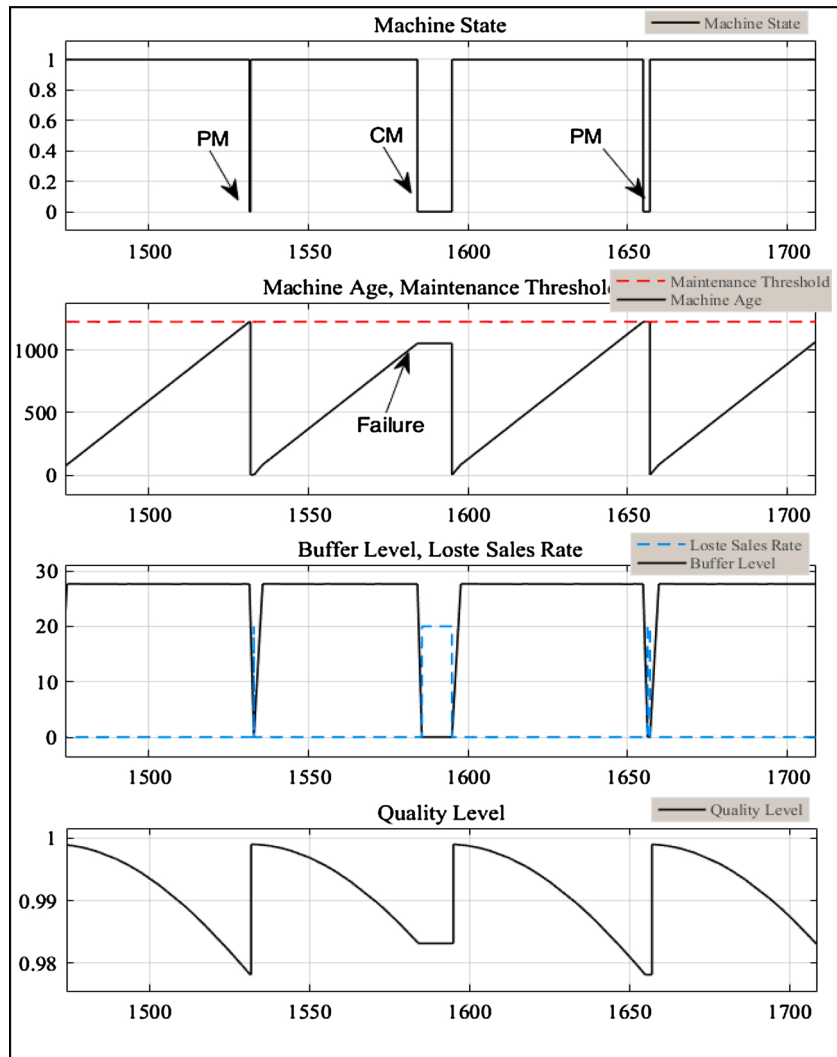 Machine State
Machine State
1
0.8
0.6
0.4
0.2
0
PM
CM
PM
1500 1550 1600 1650 1700
Machine Age, Maintenance Threshol
Maintenance Threshold
Machine Age
1000
500
0
Failure
1500 1550 1600 1650 1700
Buffer Level, Loste Sales Rate
Loste Sales Rate
Buffer Level
30
20
10
0
1500 1550 1600 1650 1700
Quality Level
Quality Level
1
0.99
0.98
1500 1550 1600 1650 1700